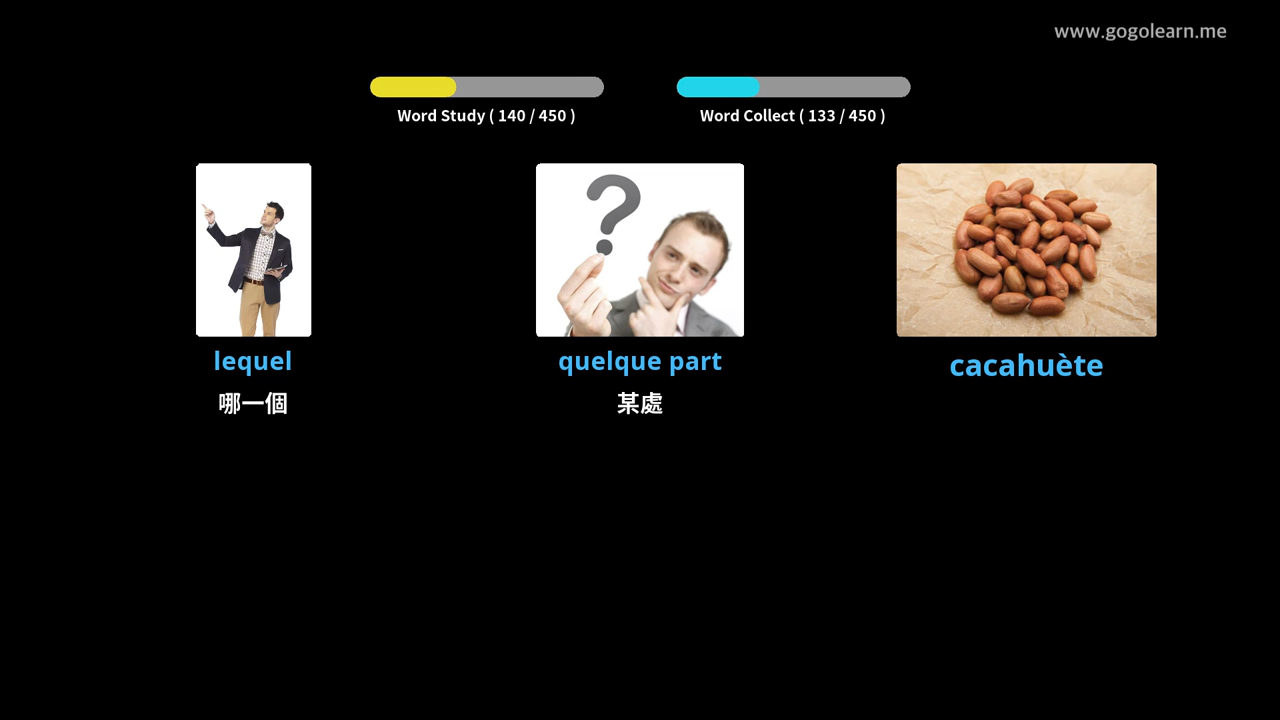 www.gogolearn.me
Word Study ( 140 / 450 )
Word Collect ( 133 / 450 )
lequel
哪一個
quelque part
某處
cacahuète